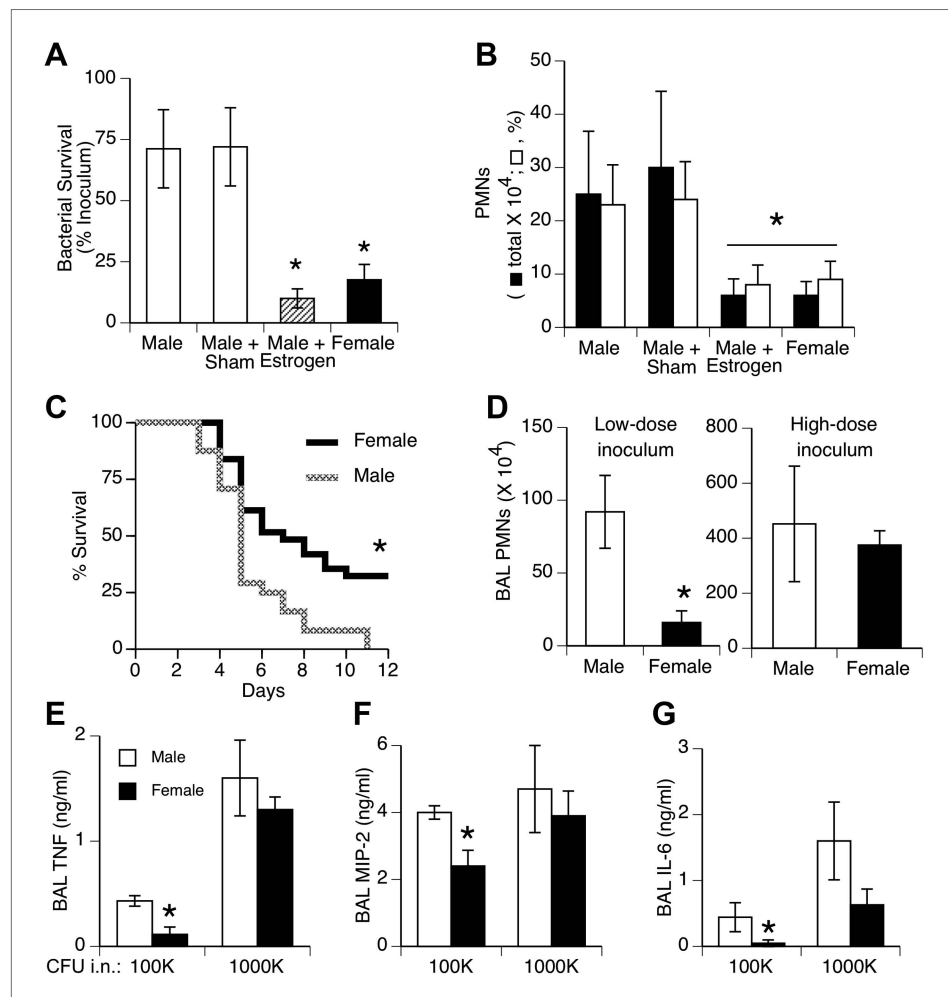 A
Bacterial Survival
(% Inoculum)
100
75
50
25
0
*
*
Male
Male +
Sham
Male +
Estrogen
Female
B
PMNs
( ■ total X 10⁴; □, %)
50
40
30
20
10
0
*
Male
Male +
Sham
Male +
Estrogen
Female
C
% Survival
100
75
50
25
0
Female
Male
*
0 2 4 6 8 10 12
Days
D
BAL PMNs (X 10⁴)
Low-dose
inoculum
150
100
50
0
*
Male Female
High-dose
inoculum
800
600
400
200
0
Male Female
E
BAL TNF (ng/ml)
2
1
0
Male
Female
*
CFU i.n.: 100K 1000K
F
BAL MIP-2 (ng/ml)
6
4
2
0
*
100K 1000K
G
BAL IL-6 (ng/ml)
3
2
1
0
*
100K 1000K